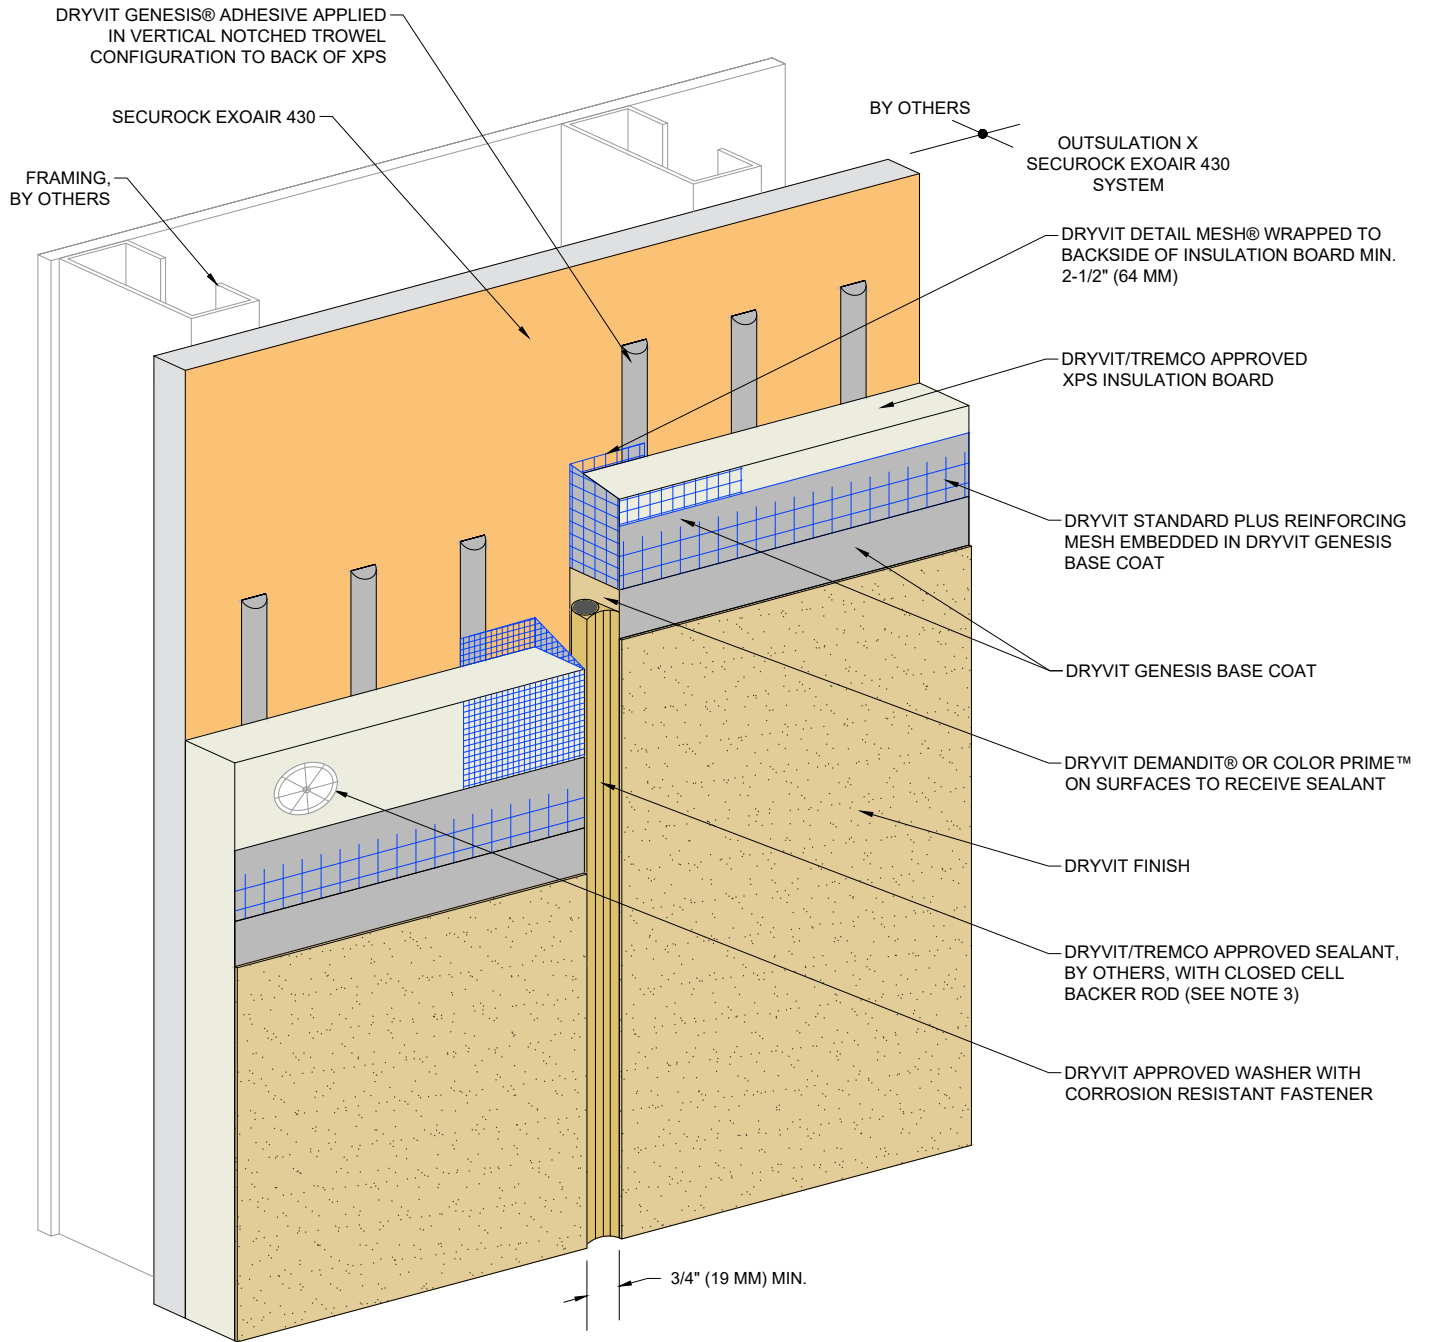 DRYVIT GENESIS® ADHESIVE APPLIED
IN VERTICAL NOTCHED TROWEL
CONFIGURATION TO BACK OF XPS
SECUROCK EXOAIR 430
FRAMING,
BY OTHERS
BY OTHERS
OUTSULATION X
SECUROCK EXOAIR 430
SYSTEM
DRYVIT DETAIL MESH® WRAPPED TO
BACKSIDE OF INSULATION BOARD MIN.
2-1/2" (64 MM)
DRYVIT/TREMCO APPROVED
XPS INSULATION BOARD
DRYVIT STANDARD PLUS REINFORCING
MESH EMBEDDED IN DRYVIT GENESIS
BASE COAT
DRYVIT GENESIS BASE COAT
DRYVIT DEMANDIT® OR COLOR PRIME™
ON SURFACES TO RECEIVE SEALANT
DRYVIT FINISH
DRYVIT/TREMCO APPROVED SEALANT,
BY OTHERS, WITH CLOSED CELL
BACKER ROD (SEE NOTE 3)
DRYVIT APPROVED WASHER WITH
CORROSION RESISTANT FASTENER
3/4" (19 MM) MIN.